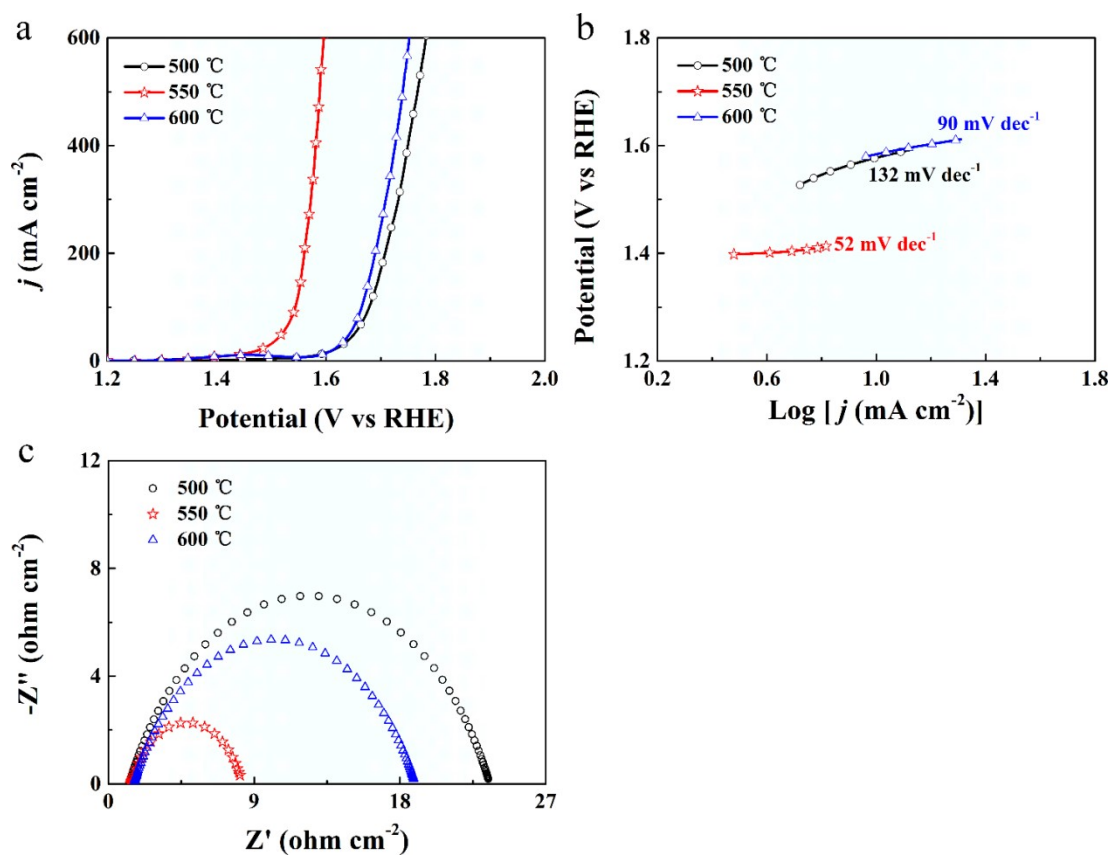 a
600
400
200
0
j (mA cm⁻²)
500 ℃
550 ℃
600 ℃
1.2 1.4 1.6 1.8 2.0
Potential (V vs RHE)
b
1.8
1.6
1.4
1.2
Potential (V vs RHE)
500 ℃
550 ℃
600 ℃
90 mV dec⁻¹
132 mV dec⁻¹
52 mV dec⁻¹
0.2 0.6 1.0 1.4 1.8
Log [ j (mA cm⁻²)]
c
12
8
4
0
-Z'' (ohm cm⁻²)
500 ℃
550 ℃
600 ℃
0 9 18 27
Z' (ohm cm⁻²)